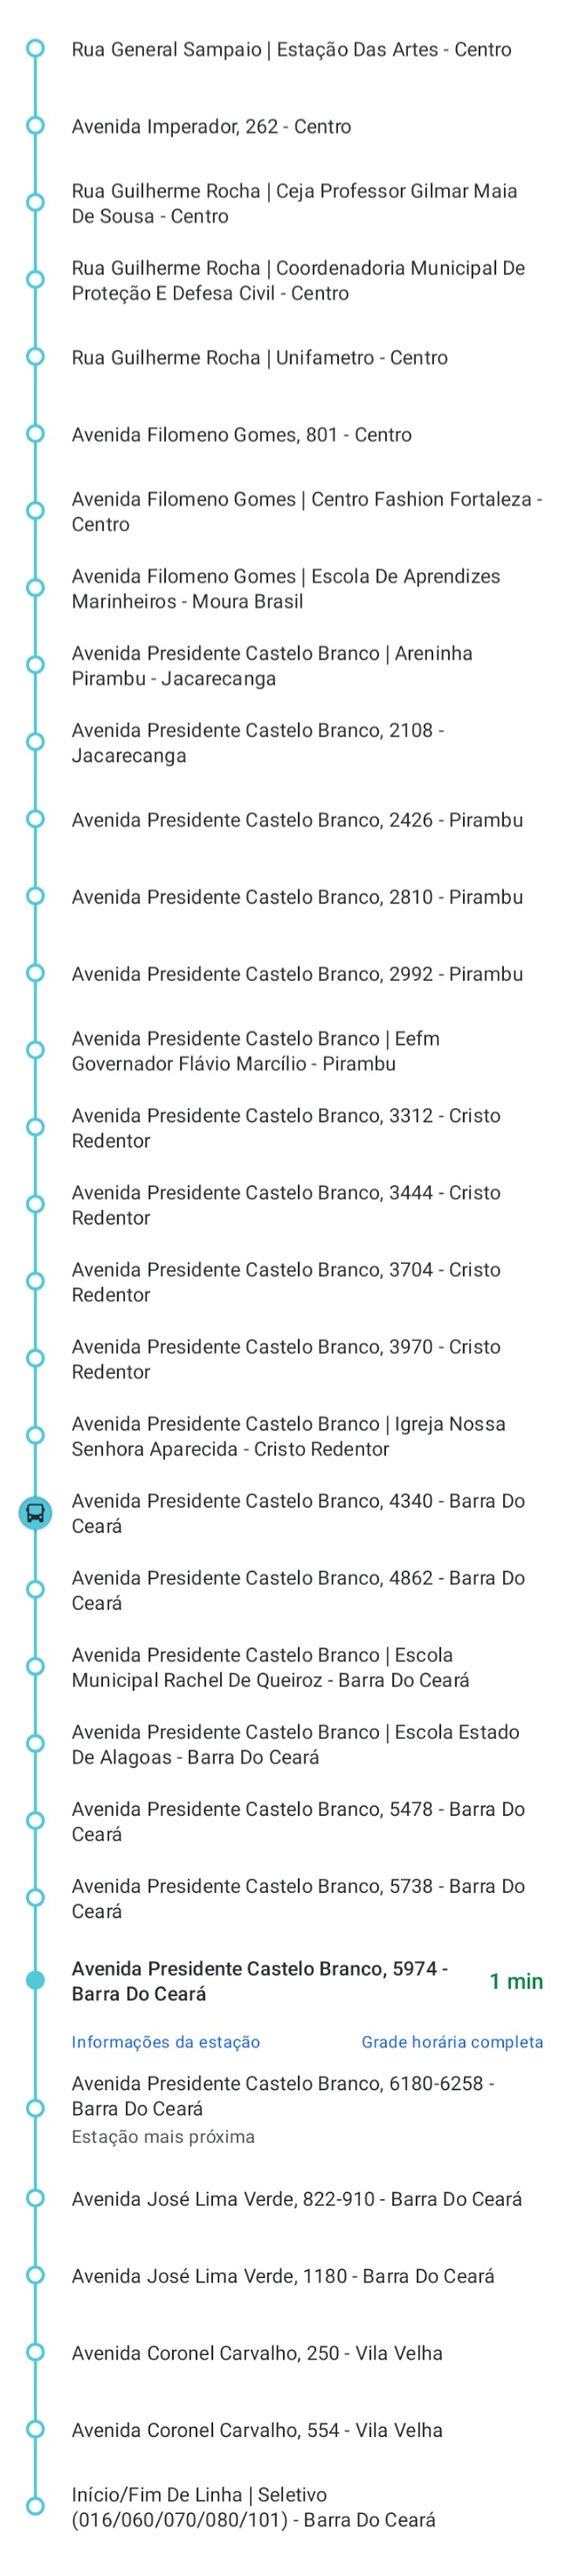 Rua General Sampaio | Estação Das Artes - Centro
Avenida Imperador, 262 - Centro
Rua Guilherme Rocha | Ceja Professor Gilmar Maia
De Sousa - Centro
Rua Guilherme Rocha | Coordenadoria Municipal De
Proteção E Defesa Civil - Centro
Rua Guilherme Rocha | Unifametro - Centro
Avenida Filomeno Gomes, 801 - Centro
Avenida Filomeno Gomes | Centro Fashion Fortaleza -
Centro
Avenida Filomeno Gomes | Escola De Aprendizes
Marinheiros - Moura Brasil
Avenida Presidente Castelo Branco | Areninha
Pirambu - Jacarecanga
Avenida Presidente Castelo Branco, 2108 -
Jacarecanga
Avenida Presidente Castelo Branco, 2426 - Pirambu
Avenida Presidente Castelo Branco, 2810 - Pirambu
Avenida Presidente Castelo Branco, 2992 - Pirambu
Avenida Presidente Castelo Branco | Eefm
Governador Flávio Marcílio - Pirambu
Avenida Presidente Castelo Branco, 3312 - Cristo
Redentor
Avenida Presidente Castelo Branco, 3444 - Cristo
Redentor
Avenida Presidente Castelo Branco, 3704 - Cristo
Redentor
Avenida Presidente Castelo Branco, 3970 - Cristo
Redentor
Avenida Presidente Castelo Branco | Igreja Nossa
Senhora Aparecida - Cristo Redentor
Avenida Presidente Castelo Branco, 4340 - Barra Do
Ceará
Avenida Presidente Castelo Branco, 4862 - Barra Do
Ceará
Avenida Presidente Castelo Branco | Escola
Municipal Rachel De Queiroz - Barra Do Ceará
Avenida Presidente Castelo Branco | Escola Estado
De Alagoas - Barra Do Ceará
Avenida Presidente Castelo Branco, 5478 - Barra Do
Ceará
Avenida Presidente Castelo Branco, 5738 - Barra Do
Ceará
Avenida Presidente Castelo Branco, 5974 -
Barra Do Ceará
1 min
Informações da estação
Grade horária completa
Avenida Presidente Castelo Branco, 6180-6258 -
Barra Do Ceará
Estação mais próxima
Avenida José Lima Verde, 822-910 - Barra Do Ceará
Avenida José Lima Verde, 1180 - Barra Do Ceará
Avenida Coronel Carvalho, 250 - Vila Velha
Avenida Coronel Carvalho, 554 - Vila Velha
Início/Fim De Linha | Seletivo
(016/060/070/080/101) - Barra Do Ceará